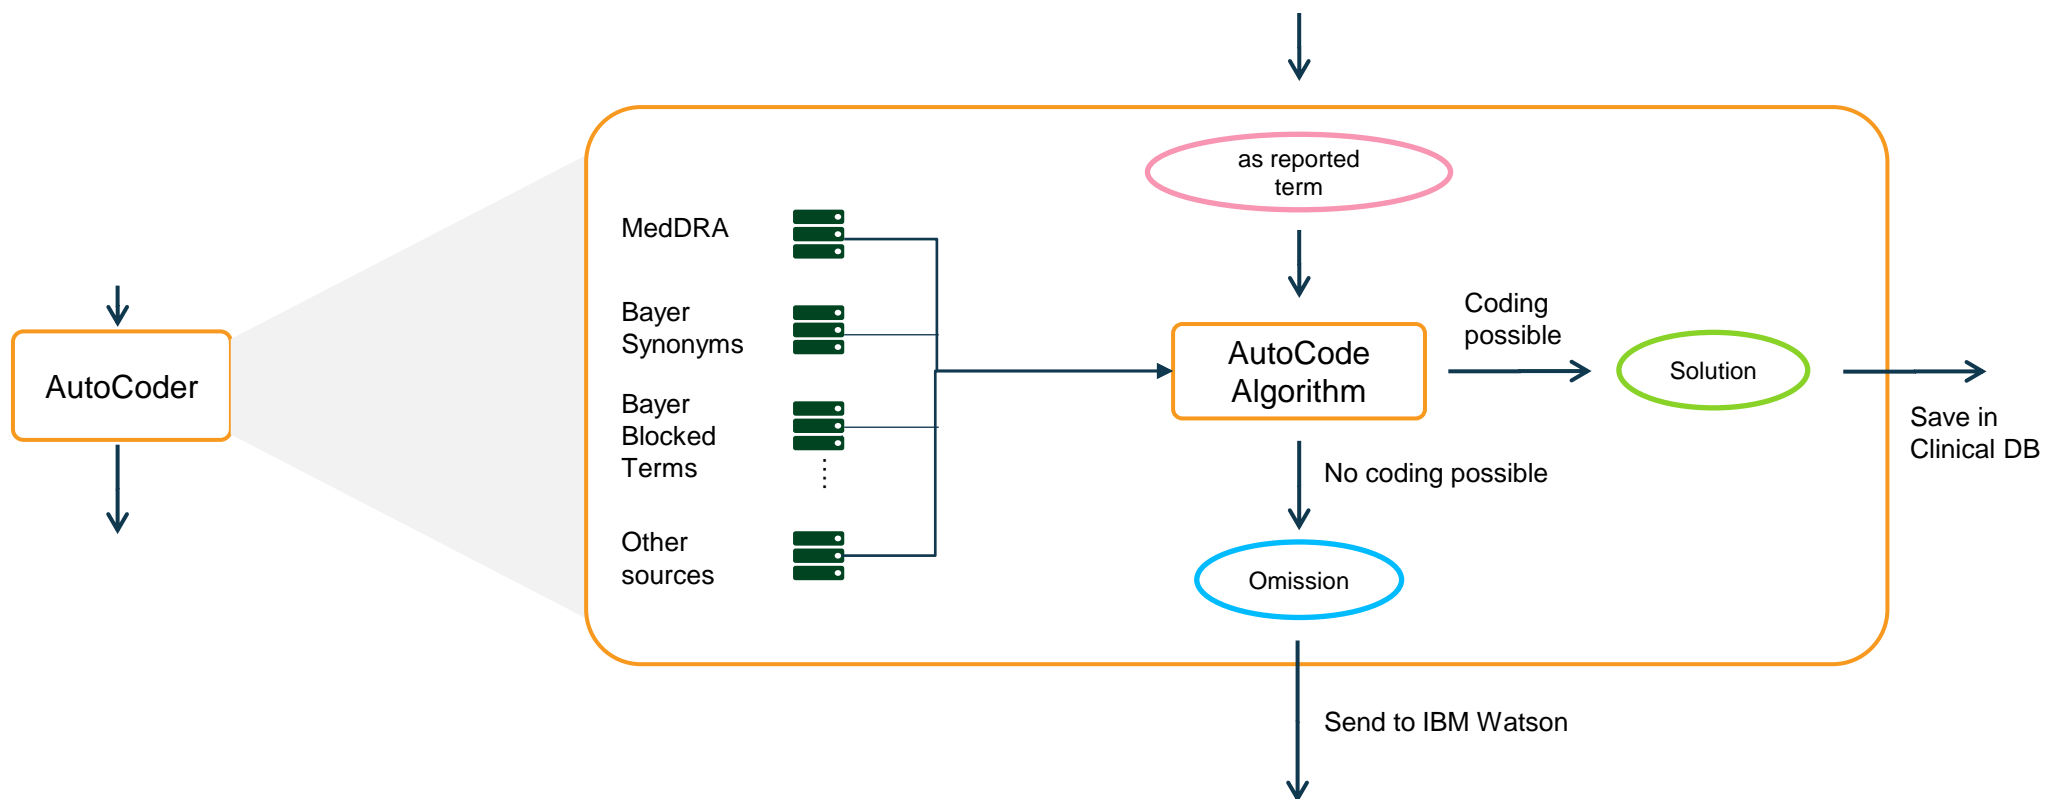 AutoCoder
MedDRA
Bayer
Synonyms
Bayer
Blocked
Terms
Other
sources
as reported
term
AutoCode
Algorithm
Coding
possible
Solution
Save in
Clinical DB
No coding possible
Omission
Send to IBM Watson